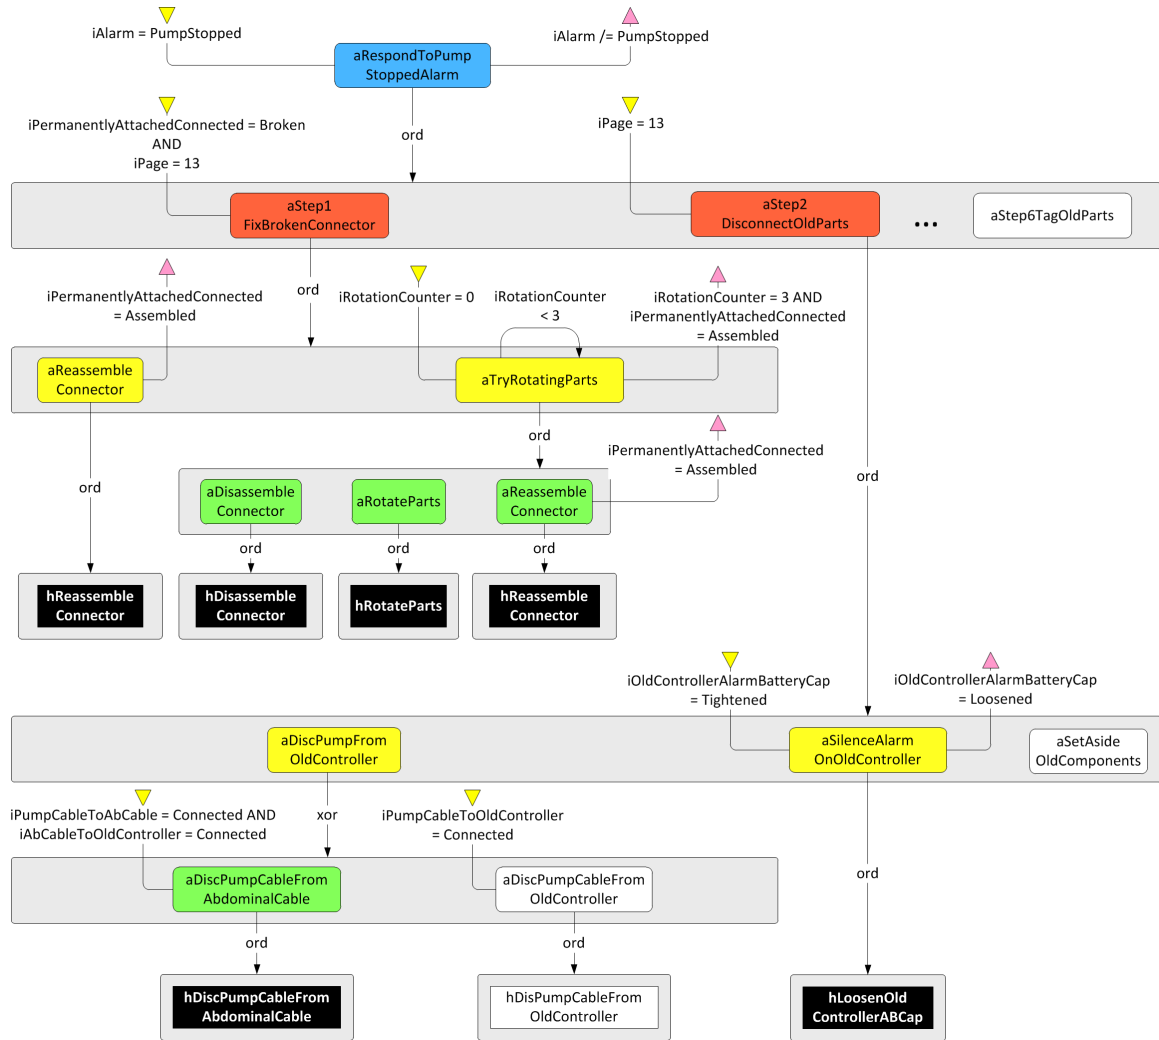 iAlarm = PumpStopped
iAlarm /= PumpStopped
aRespondToPump
StoppedAlarm
iPermanentlyAttachedConnected = Broken
AND
iPage = 13
ord
iPage = 13
aStep1
FixBrokenConnector
aStep2
DisconnectOldParts
...
aStep6TagOldParts
iPermanentlyAttachedConnected
= Assembled
ord
iRotationCounter = 0
iRotationCounter
< 3
iRotationCounter = 3 AND
iPermanentlyAttachedConnected
= Assembled
aReassemble
Connector
aTryRotatingParts
ord
iPermanentlyAttachedConnected
= Assembled
ord
ord
aDisassemble
Connector
aRotateParts
aReassemble
Connector
ord
ord
ord
hReassemble
Connector
hDisassemble
Connector
hRotateParts
hReassemble
Connector
iOldControllerAlarmBatteryCap
= Tightened
iOldControllerAlarmBatteryCap
= Loosened
aDiscPumpFrom
OldController
aSilenceAlarm
OnOldController
aSetAside
OldComponents
iPumpCableToAbCable = Connected AND
iAbCableToOldController = Connected
xor
iPumpCableToOldController
= Connected
aDiscPumpCableFrom
AbdominalCable
aDiscPumpCableFrom
OldController
ord
ord
ord
hDiscPumpCableFrom
AbdominalCable
hDisPumpCableFrom
OldController
hLoosenOld
ControllerABCap